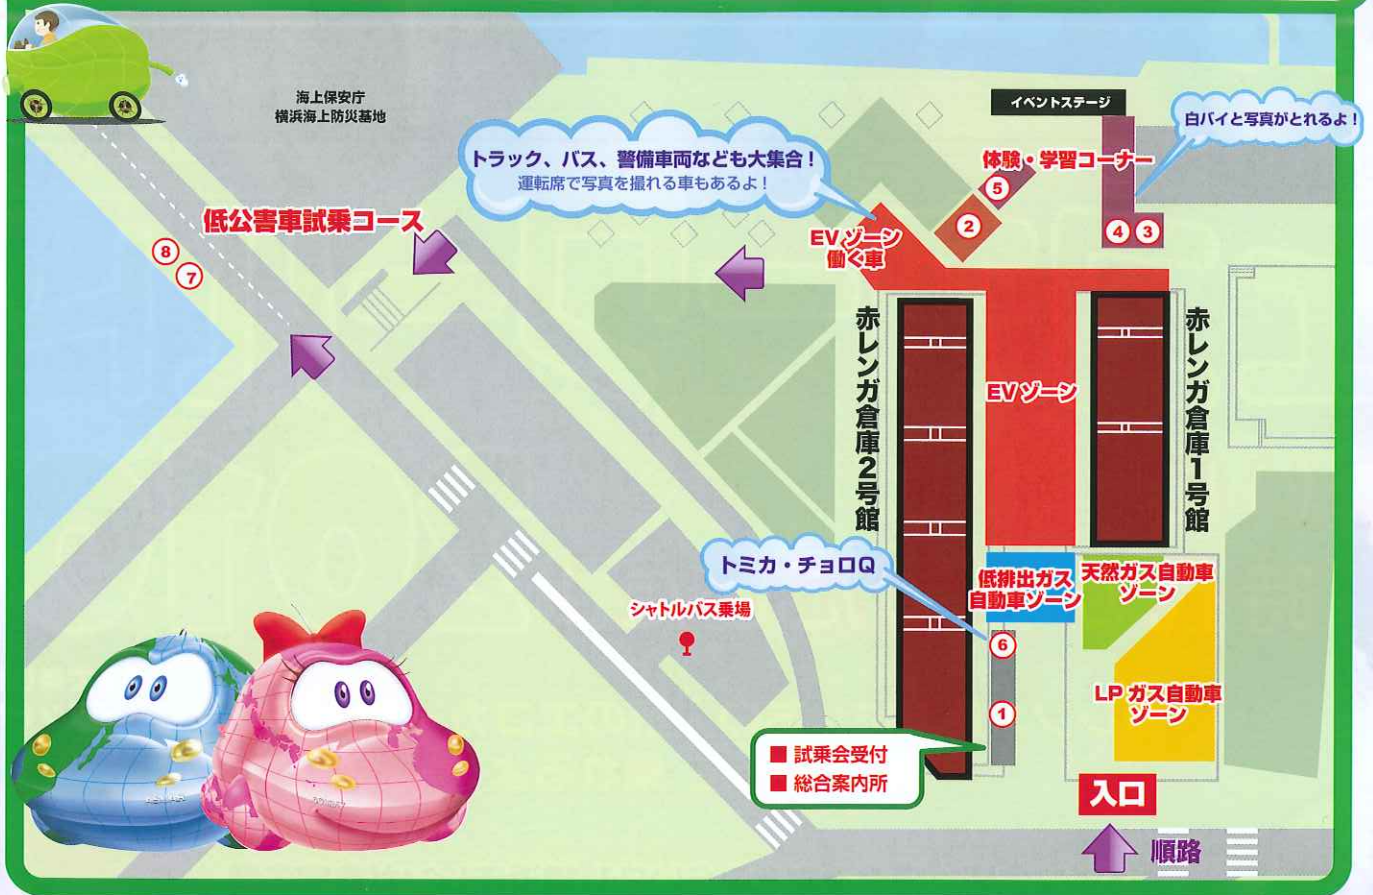 海上保安庁
横浜海上防災基地
イベントステージ
白バイと写真がとれるよ！
トラック、バス、警備車両なども大集合！
運転席で写真を撮れる車もあるよ！
体験・学習コーナー
⑤
②
④ ③
低公害車試乗コース
⑧
⑦
EVゾーン
働く車
赤レンガ倉庫2号館
EVゾーン
赤レンガ倉庫1号館
トミカ・チョロQ
低排出ガス
自動車ゾーン
天然ガス自動車
ゾーン
シャトルバス乗場
⑥
①
LPガス自動車
ゾーン
■ 試乗会受付
■ 総合案内所
入口
順路